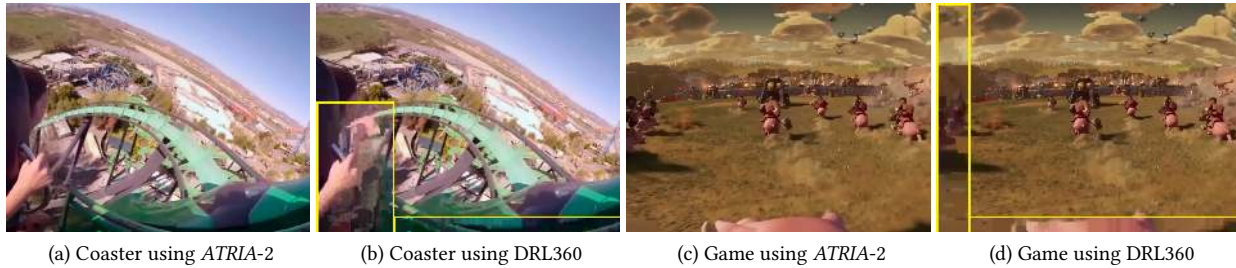 (a) Coaster using ATRIA-2
(b) Coaster using DRL360
(c) Game using ATRIA-2
(d) Game using DRL360